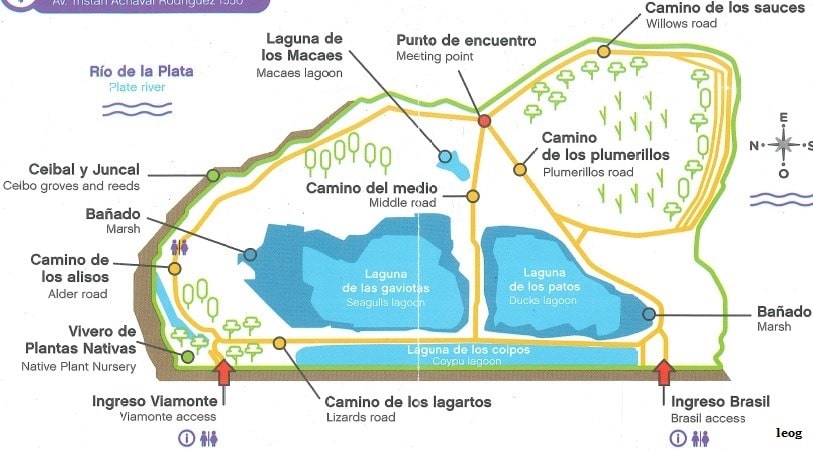 Av. Tristán Achával Rodríguez 1550
Camino de los sauces
Willows road
Laguna de
los Macaes
Macaes lagoon
Punto de encuentro
Meeting point
Río de la Plata
Plate river
E
N
S
O
Camino
de los plumerillos
Plumerillos road
Ceibal y Juncal
Ceibo groves and reeds
Camino del medio
Middle road
Bañado
Marsh
Camino de
los alisos
Alder road
Laguna
de las gaviotas
Seagulls lagoon
Laguna
de los patos
Ducks lagoon
Bañado
Marsh
Vivero de
Plantas Nativas
Native Plant Nursery
Laguna de los coipos
Coypu lagoon
Ingreso Viamonte
Viamonte access
Camino de los lagartos
Lizards road
Ingreso Brasil
Brasil access
i
i
leog